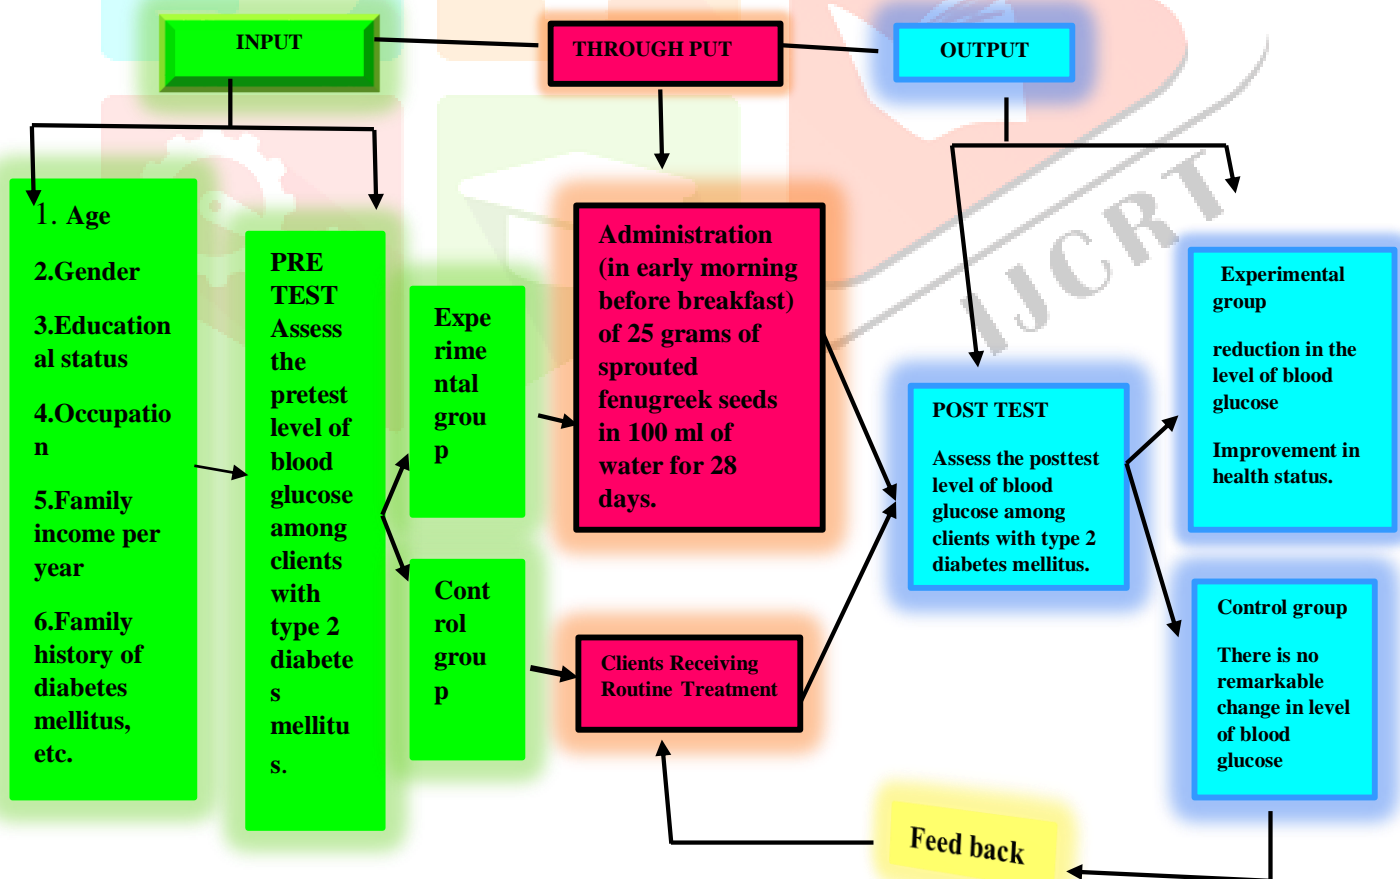 INPUT
THROUGH PUT
OUTPUT
1. Age
2.Gender
3.Education
al status
4.Occupatio
n
5.Family
income per
year
6.Family
history of
diabetes
mellitus,
etc.
PRE
TEST
Assess
the
pretest
level of
blood
glucose
among
clients
with
type 2
diabete
s
mellitu
s.
Expe
rime
ntal
grou
p
Cont
rol
grou
p
Administration
(in early morning
before breakfast)
of 25 grams of
sprouted
fenugreek seeds
in 100 ml of
water for 28
days.
Clients Receiving
Routine Treatment
POST TEST
Assess the posttest
level of blood
glucose among
clients with type 2
diabetes mellitus.
Experimental
group
reduction in the
level of blood
glucose
Improvement in
health status.
Control group
There is no
remarkable
change in level
of blood
glucose
Feed back
IJCRT